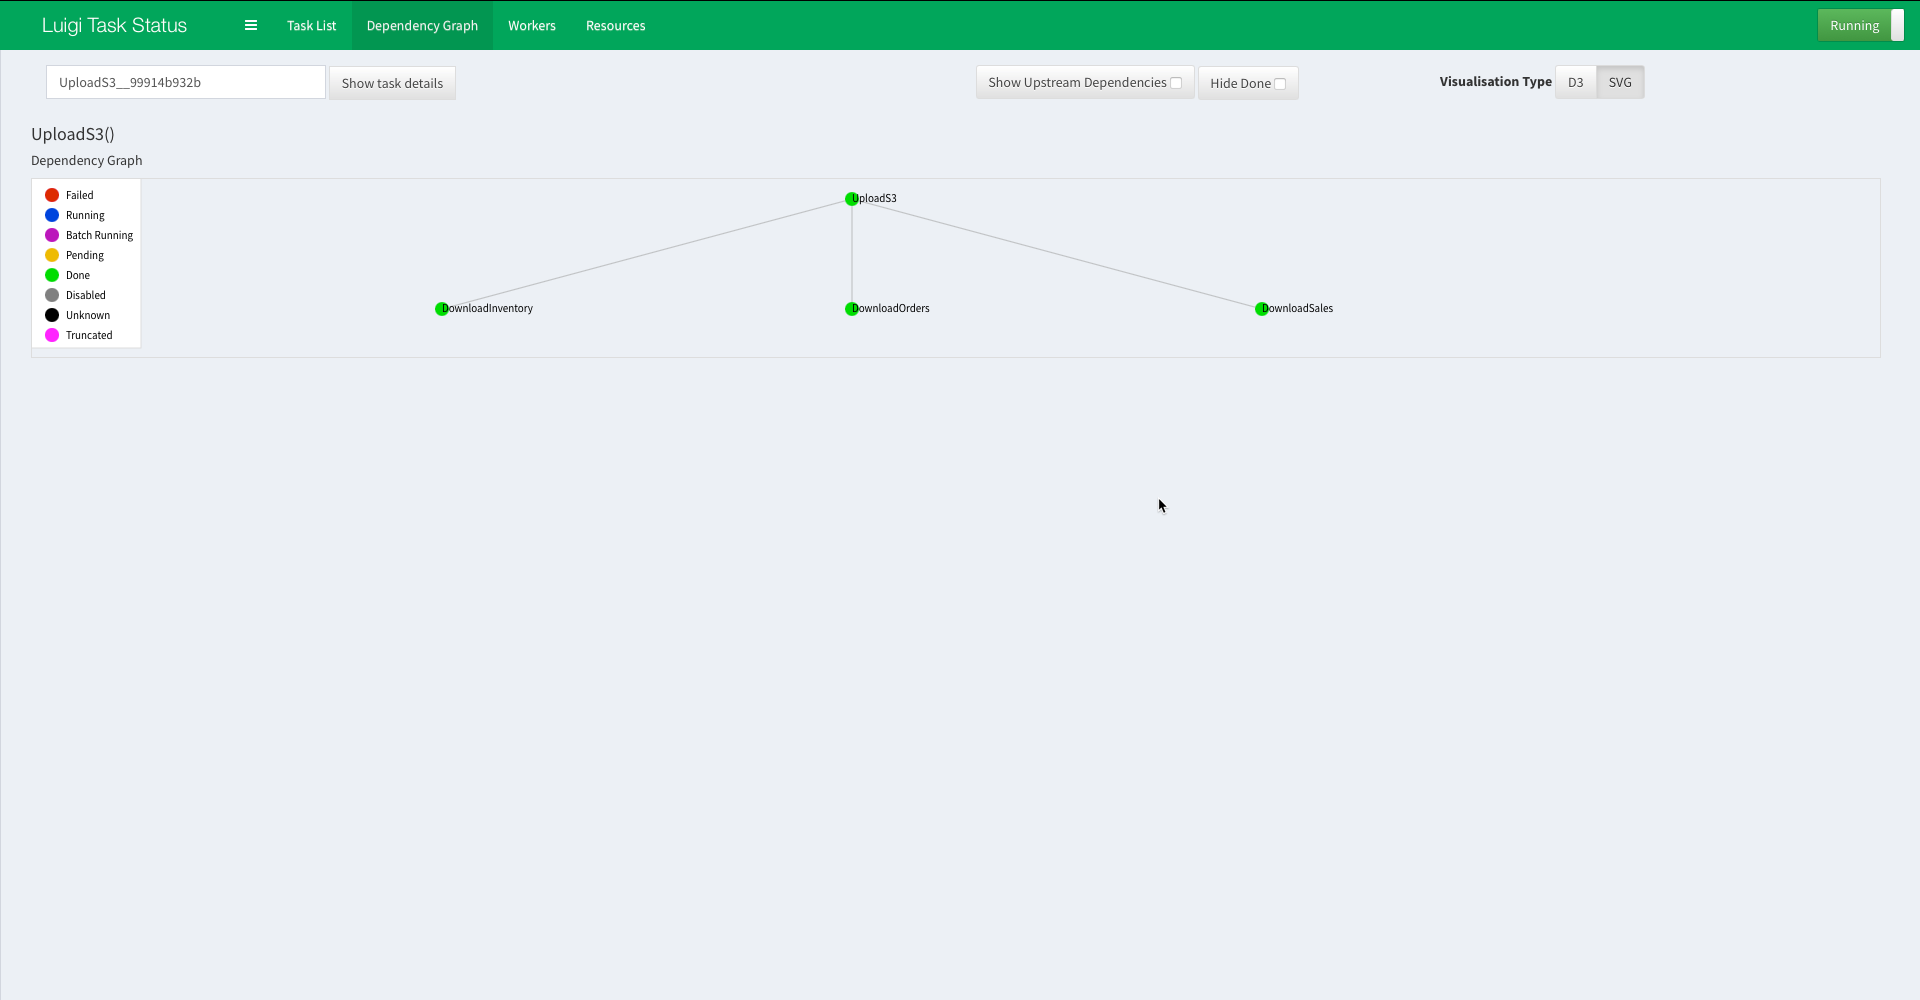 Luigi Task Status Task List Dependency Graph Workers Resources Running
UploadS3__99914b932b Show task details Show Upstream Dependencies Hide Done Visualisation Type D3 SVG
UploadS3()
Dependency Graph
Failed
Running
Batch Running
Pending
Done
Disabled
Unknown
Truncated
UploadS3
DownloadInventory DownloadOrders DownloadSales